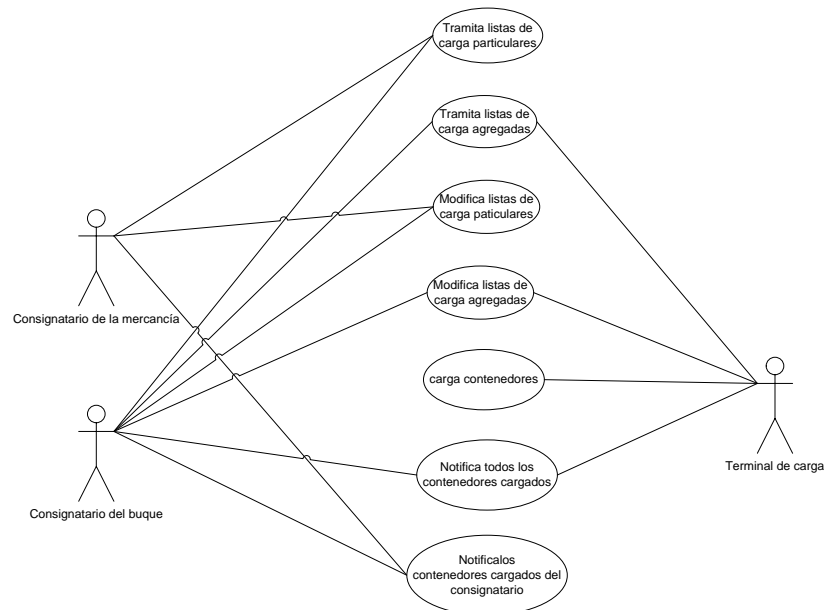 Tramita listas de
carga particulares
Tramita listas de
carga agregadas
Modifica listas de
carga paticulares
Consignatario de la mercancía
Modifica listas de
carga agregadas
carga contenedores
Notifica todos los
contenedores cargados
Terminal de carga
Consignatario del buque
Notificalos
contenedores cargados del
consignatario